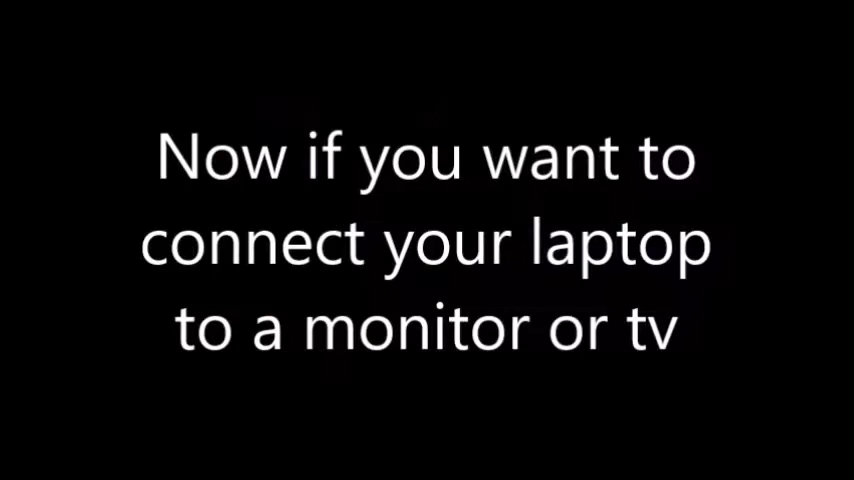 Now if you want to
connect your laptop
to a monitor or tv